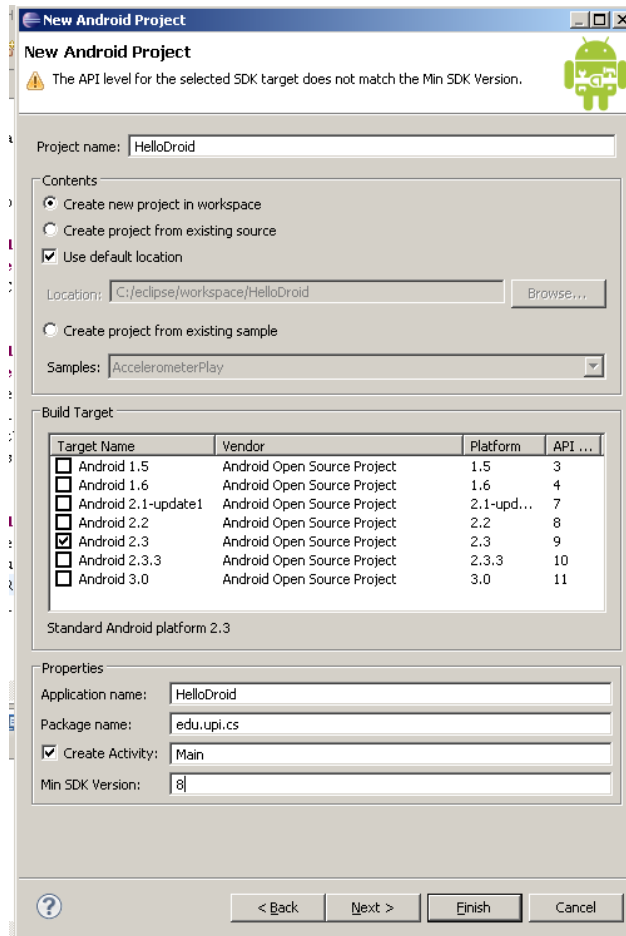 New Android Project
New Android Project
The API level for the selected SDK target does not match the Min SDK Version.
Project name: HelloDroid
Contents
Create new project in workspace
Create project from existing source
Use default location
Location: C:/eclipse/workspace/HelloDroid Browse...
Create project from existing sample
Samples: AccelerometerPlay
Build Target
Target Name Vendor Platform API ...
Android 1.5 Android Open Source Project 1.5 3
Android 1.6 Android Open Source Project 1.6 4
Android 2.1-update1 Android Open Source Project 2.1-upd... 7
Android 2.2 Android Open Source Project 2.2 8
Android 2.3 Android Open Source Project 2.3 9
Android 2.3.3 Android Open Source Project 2.3.3 10
Android 3.0 Android Open Source Project 3.0 11
Standard Android platform 2.3
Properties
Application name: HelloDroid
Package name: edu.upi.cs
Create Activity: Main
Min SDK Version: 8
? < Back Next > Finish Cancel